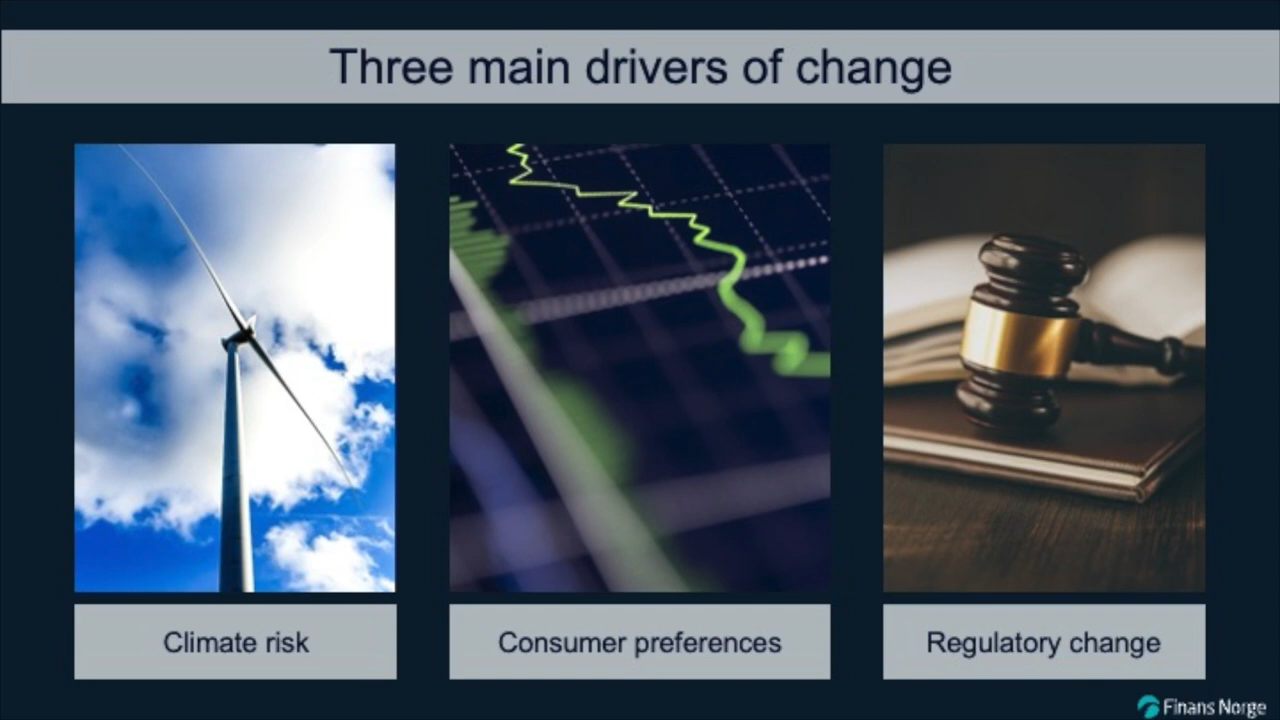 Three main drivers of change
Climate risk
Consumer preferences
Regulatory change
Finans Norge